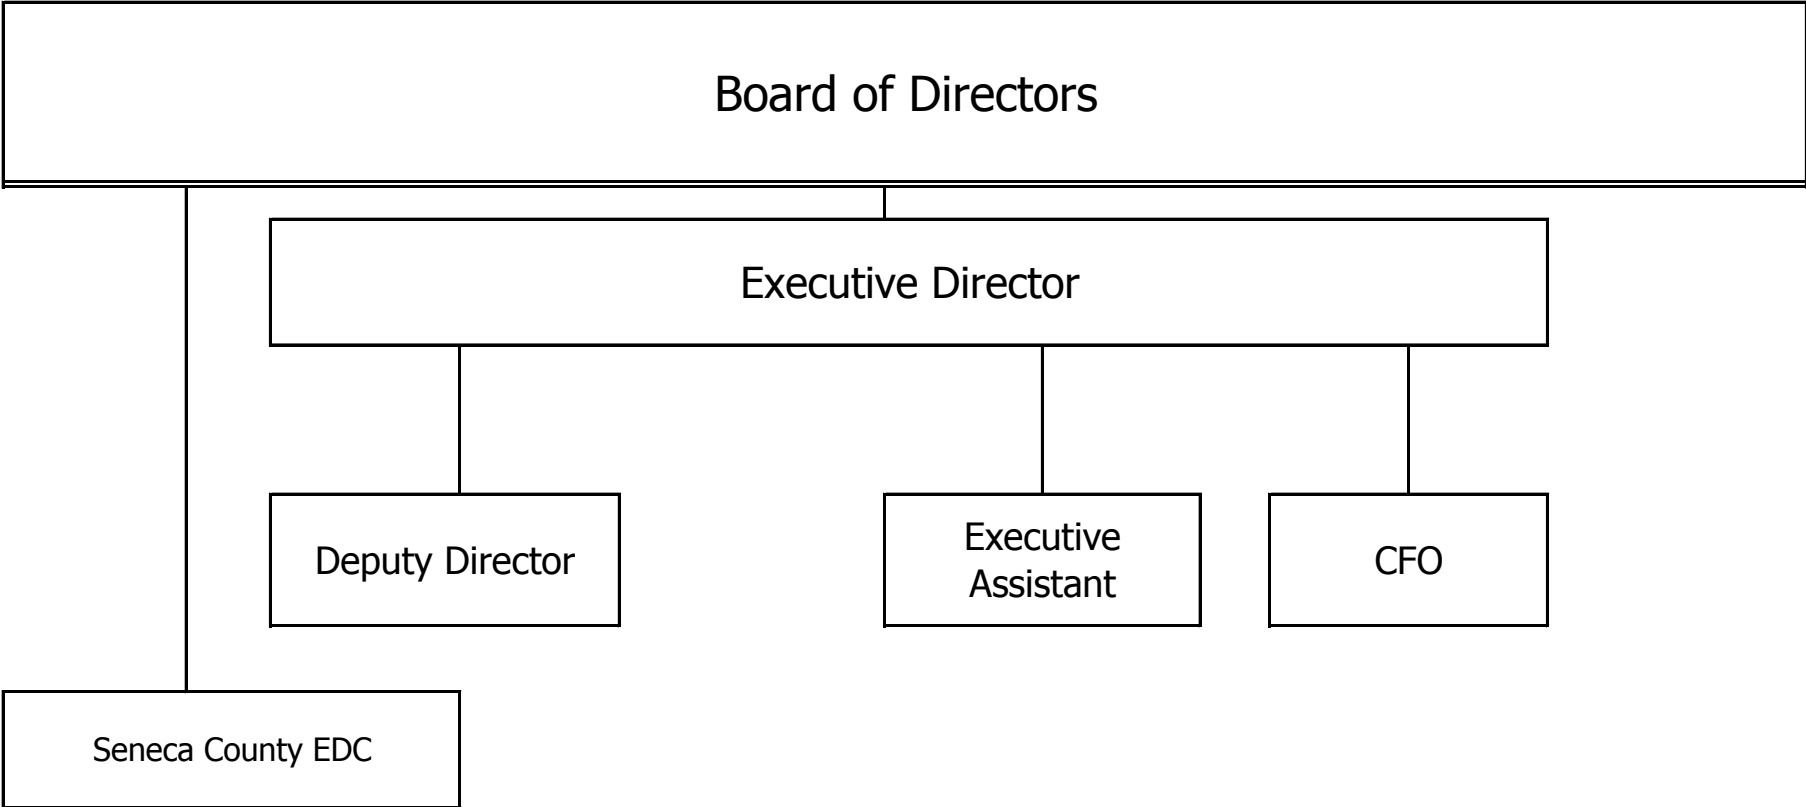 Board of Directors
Executive Director
Deputy Director
Executive
Assistant
CFO
Seneca County EDC